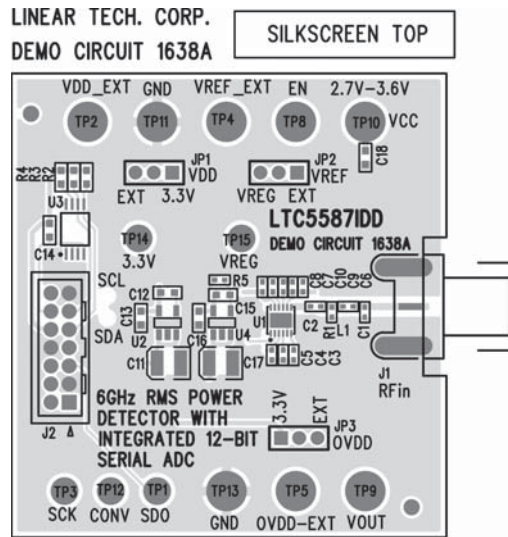 LINEAR TECH. CORP.
DEMO CIRCUIT 1638A
SILKSCREEN TOP
VDD_EXT GND VREF_EXT EN 2.7V-3.6V
TP2 TP11 TP4 TP8 TP10 VCC
C18
JP1
VDD
EXT 3.3V
JP2
VREF
VREG EXT
R4
R3
R2
U3
C14
LTC5587IDD
DEMO CIRCUIT 1638A
TP14
3.3V
TP15
VREG
SCL
SDA
C12
C13
U2
C11
R5
C15
C16
U4
C17
U1
C8
C7
C10
C9
C6
C2
R1
L1
C1
C5
C4
C3
J1
RFin
6GHz RMS POWER
DETECTOR WITH
INTEGRATED 12-BIT
SERIAL ADC
J2
3.3V
EXT
JP3
OVDD
TP3 TP12 TP1 TP13 TP5 TP9
SCK CONV SDO GND OVDD-EXT VOUT